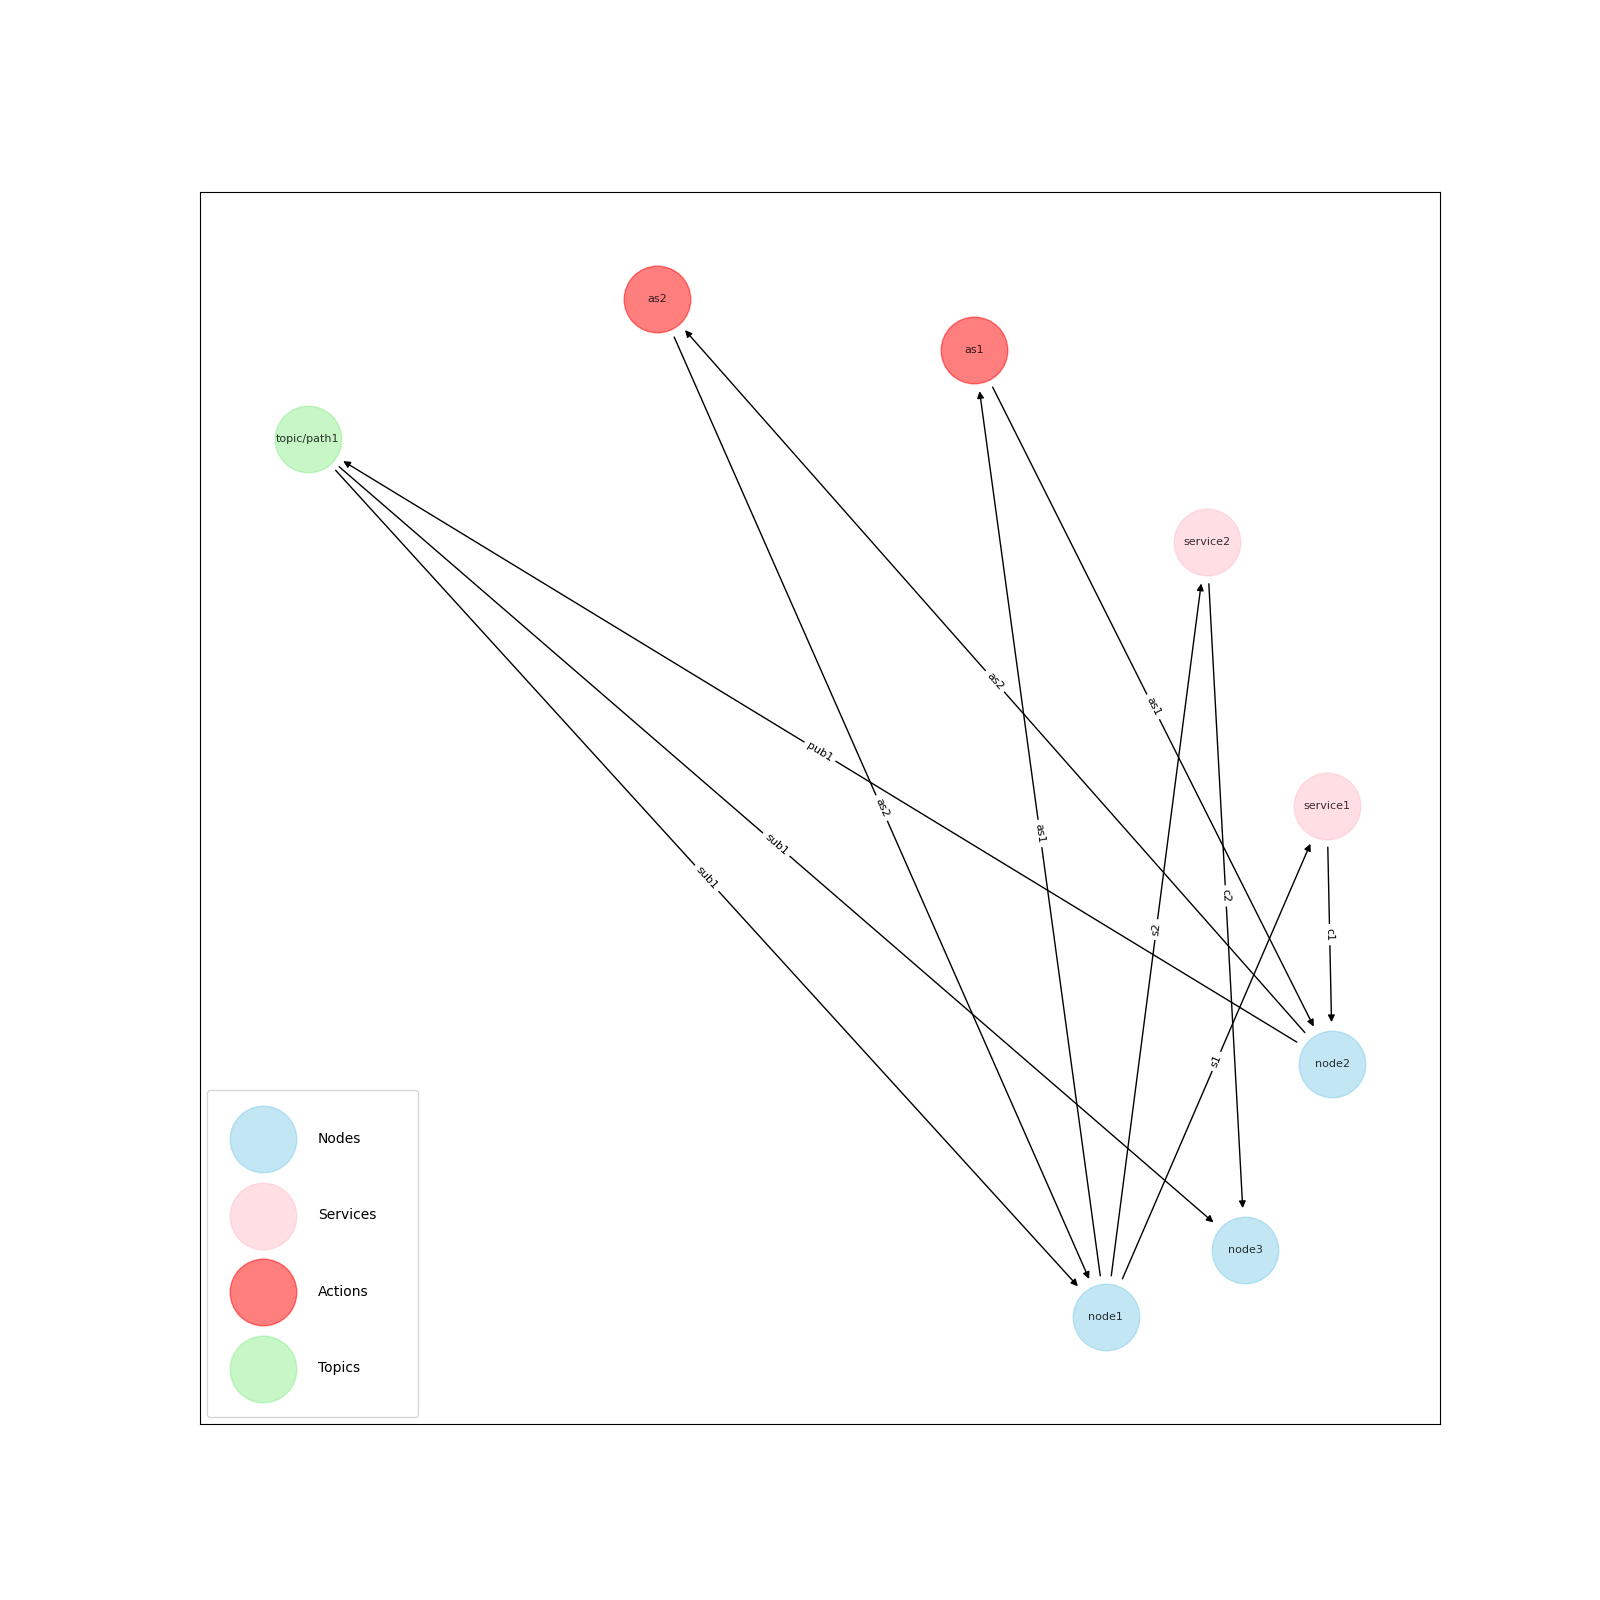 as2
as1
topic/path1
service2
as2
as1
pub1
service1
as2
as1
sub1
sub1
c2
s2
c1
s1
node2
Nodes
Services
node3
Actions
node1
Topics